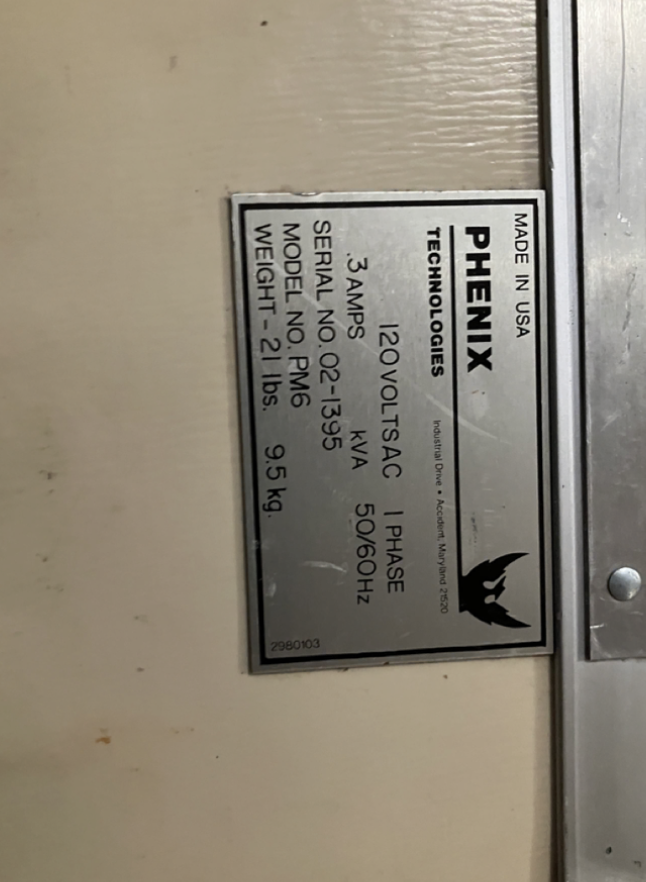 MADE IN USA
PHENIX
TECHNOLOGIES
Industrial Drive • Accident, Maryland 21520
120 VOLTS AC 1 PHASE
.3 AMPS kVA 50/60Hz
SERIAL NO. 02-1395
MODEL NO. PM6
WEIGHT - 21 lbs. 9.5 kg.
2980103